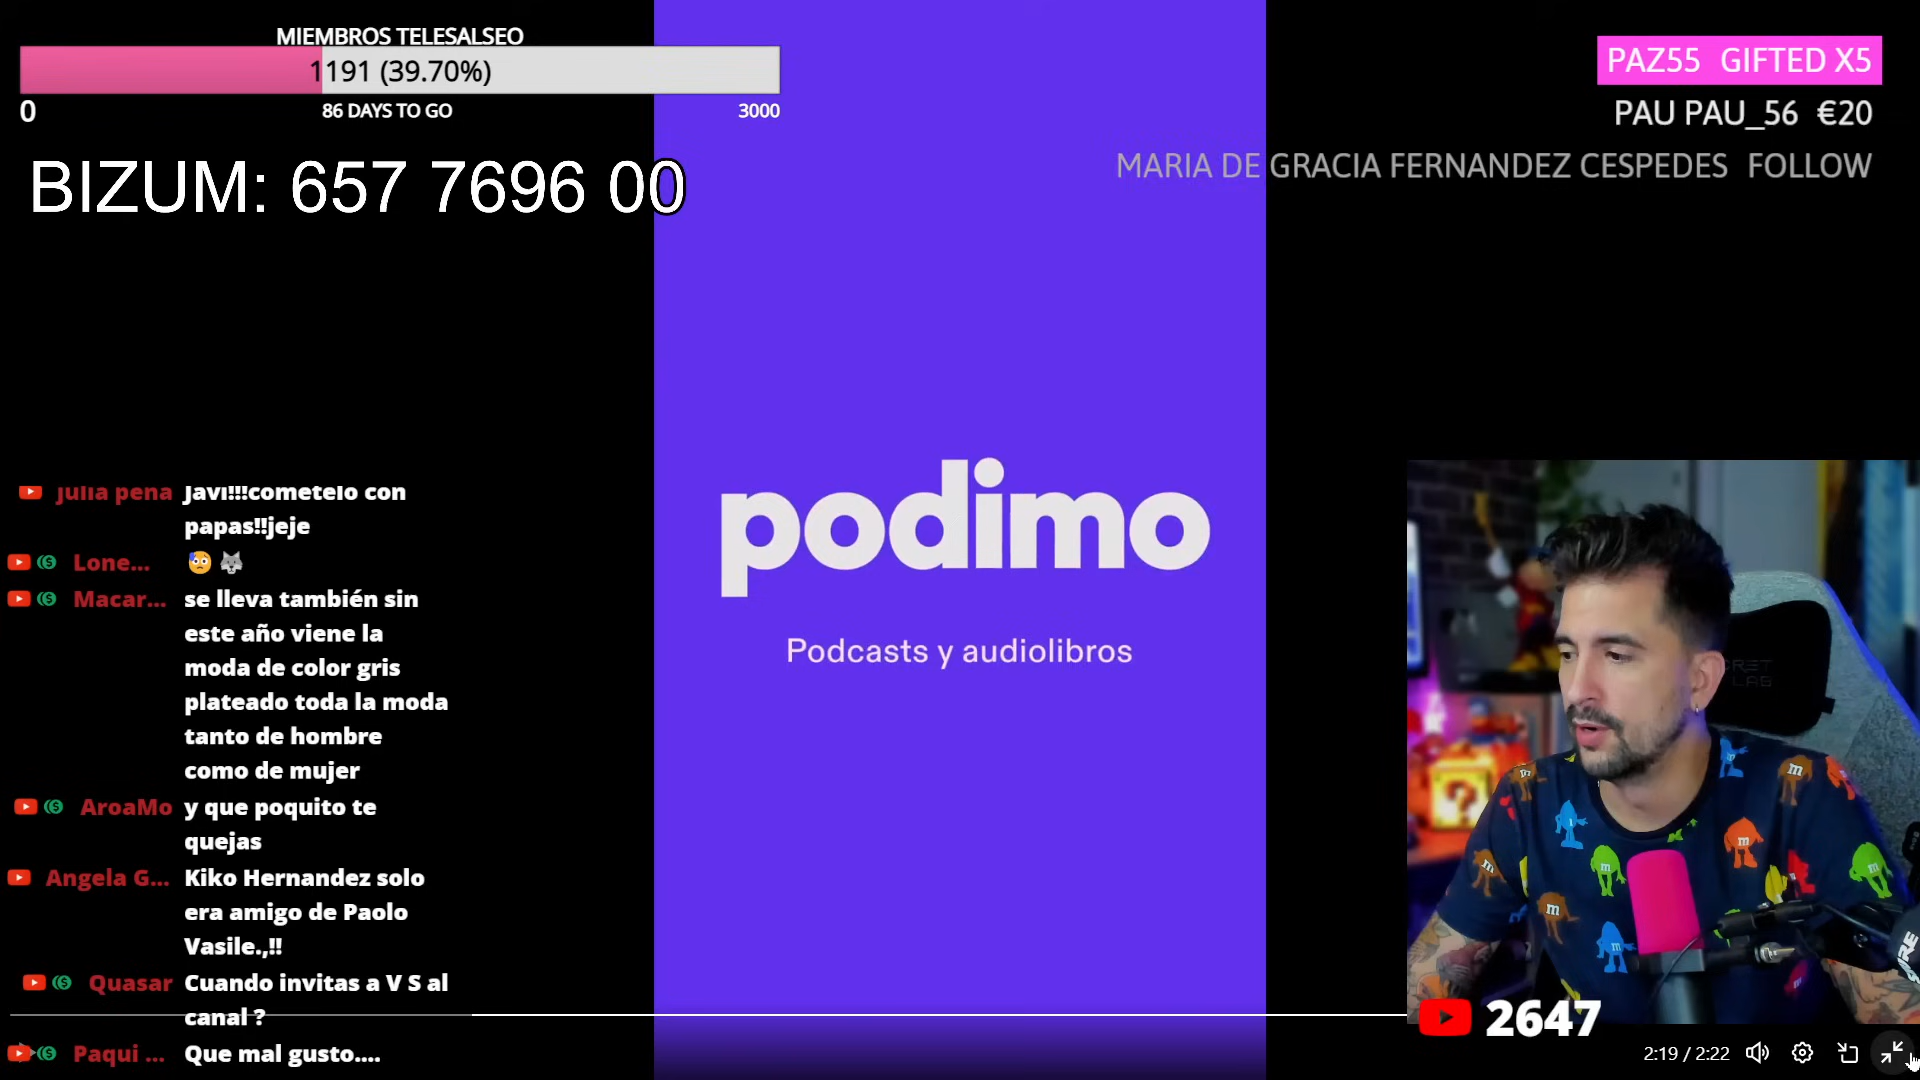 MIEMBROS TELESALSEO
1191 (39.70%)
0
86 DAYS TO GO
3000
BIZUM: 657 7696 00
PAZ55 GIFTED X5
PAU PAU_56 €20
MARIA DE GRACIA FERNANDEZ CESPEDES FOLLOW
podimo
Podcasts y audiolibros
julia pena Javi!!!cometelo con
papas!!jeje
Lone...
Macar... se lleva también sin
este año viene la
moda de color gris
plateado toda la moda
tanto de hombre
como de mujer
AroaMo y que poquito te
quejas
Angela G... Kiko Hernandez solo
era amigo de Paolo
Vasile.,!!
Quasar Cuando invitas a V S al
canal ?
Paqui ... Que mal gusto....
2647
2:19 / 2:22